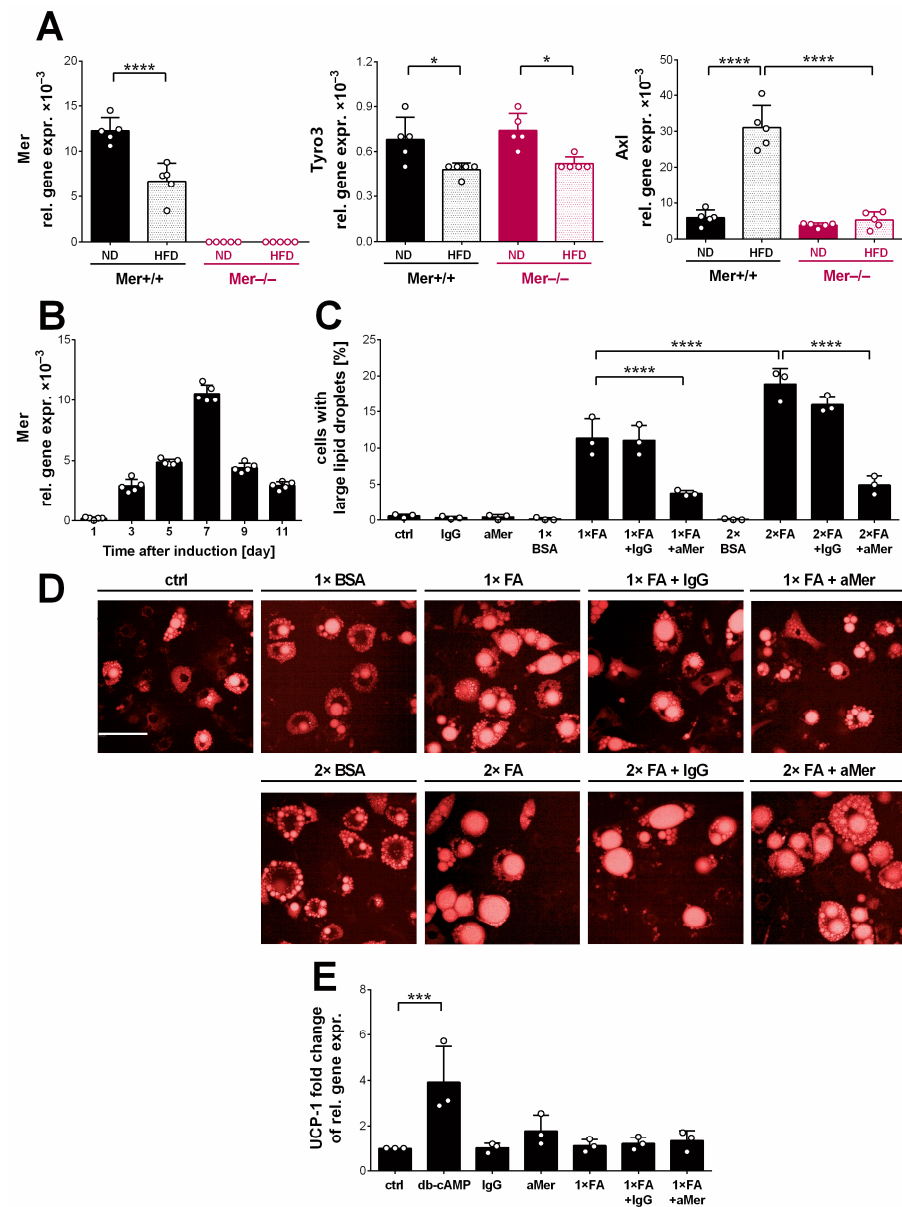 A
Mer
rel. gene expr. ×10⁻³
20
15
10
5
0
****
ND HFD ND HFD
Mer+/+ Mer–/–
Tyro3
rel. gene expr. ×10⁻³
1.2
0.9
0.6
0.3
0.0
* *
ND HFD ND HFD
Mer+/+ Mer–/–
Axl
rel. gene expr. ×10⁻³
50
40
30
20
10
0
**** ****
ND HFD ND HFD
Mer+/+ Mer–/–
B
Mer
rel. gene expr. ×10⁻³
15
10
5
0
1 3 5 7 9 11
Time after induction [day]
C
cells with
large lipid droplets [%]
25
20
15
10
5
0
**** ****
****
ctrl IgG aMer 1× 1×FA 1×FA 1×FA 2× 2×FA 2×FA 2×FA
BSA +IgG +aMer BSA +IgG +aMer
D
ctrl 1× BSA 1× FA 1× FA + IgG 1× FA + aMer
2× BSA 2× FA 2× FA + IgG 2× FA + aMer
E
UCP-1 fold change
of rel. gene expr.
8
6
4
2
0
***
ctrl db-cAMP IgG aMer 1×FA 1×FA 1×FA
+IgG +aMer